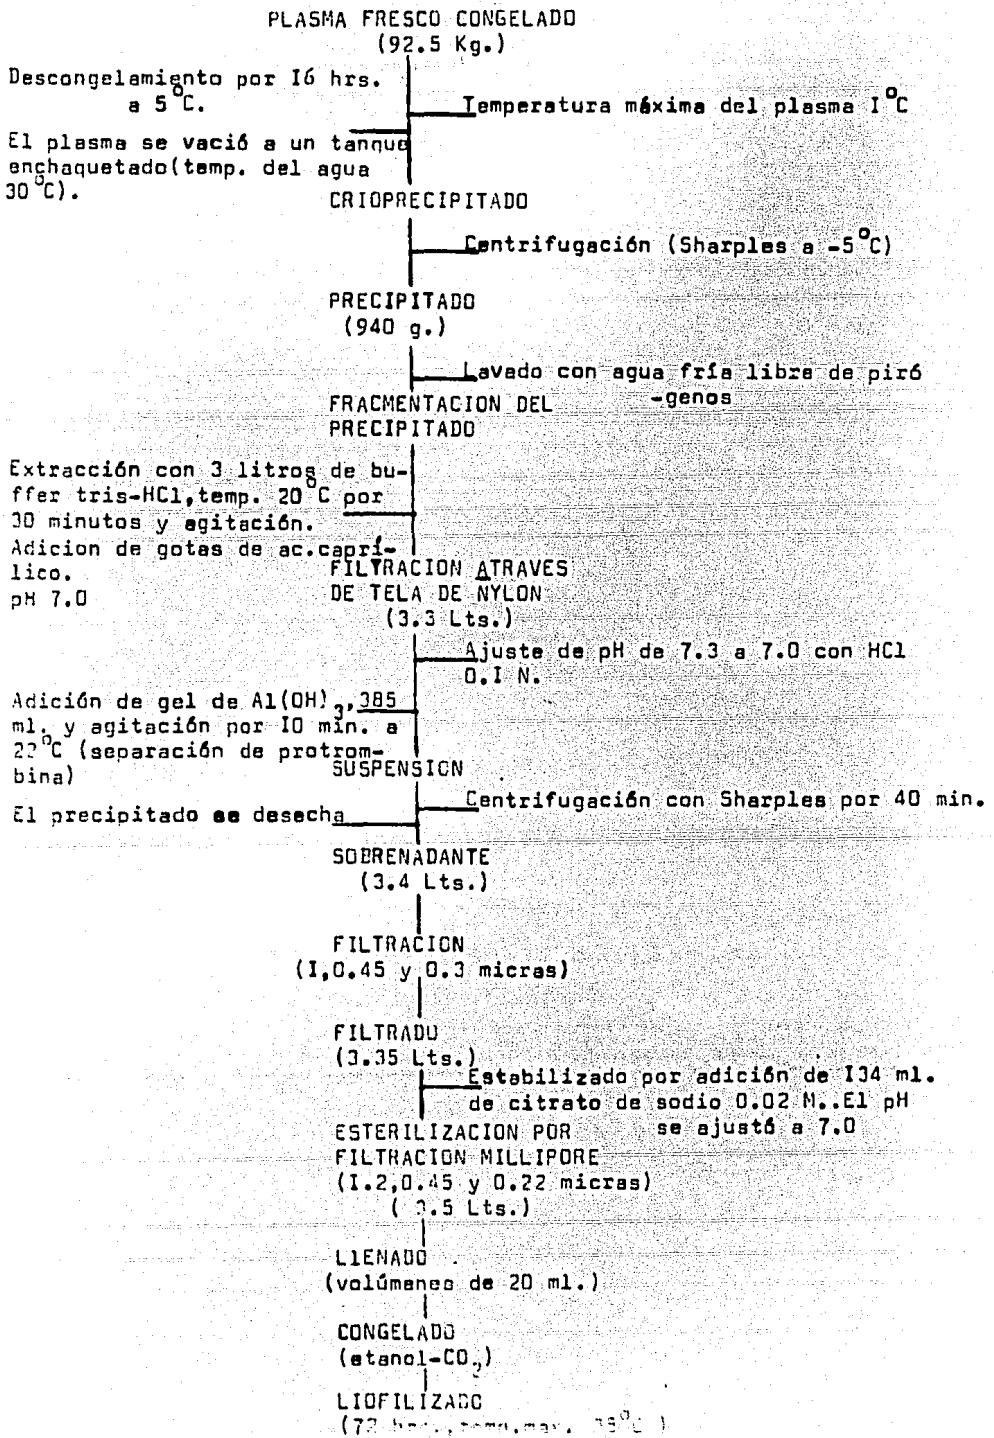 PLASMA FRESCO CONGELADO
(92.5 Kg.)
Descongelamiento por I6 hrs.
a 5 °C.
Temperatura máxima del plasma I °C
El plasma se vació a un tanque
enchaquetado(temp. del agua
30 °C).
CRIOPRECIPITADO
Centrifugación (Sharples a -5 °C)
PRECIPITADO
(940 g.)
Lavado con agua fría libre de piró
-genos
FRACMENTACION DEL
PRECIPITADO
Extracción con 3 litros de bu-
ffer tris-HCl,temp. 20 °C por
30 minutos y agitación.
Adicion de gotas de ac.caprí-
lico.
pH 7.0
FILTRACION ATRAVES
DE TELA DE NYLON
(3.3 Lts.)
Ajuste de pH de 7.3 a 7.0 con HCl
0.I N.
Adición de gel de Al(OH)3,385
ml. y agitación por I0 min. a
22 °C (separación de protrom-
bina)
SUSPENSION
Centrifugación con Sharples por 40 min.
El precipitado se desecha
SOBRENADANTE
(3.4 Lts.)
FILTRACION
(I,0.45 y 0.3 micras)
FILTRADO
(3.35 Lts.)
Estabilizado por adición de I34 ml.
de citrato de sodio 0.02 M..El pH
se ajustó a 7.0
ESTERILIZACION POR
FILTRACION MILLIPORE
(I.2,0.45 y 0.22 micras)
( .5 Lts.)
LlENADO
(volúmenes de 20 ml.)
CONGELADO
(etanol-CO2)
LIOFILIZADO
(72 temp.max. °C )